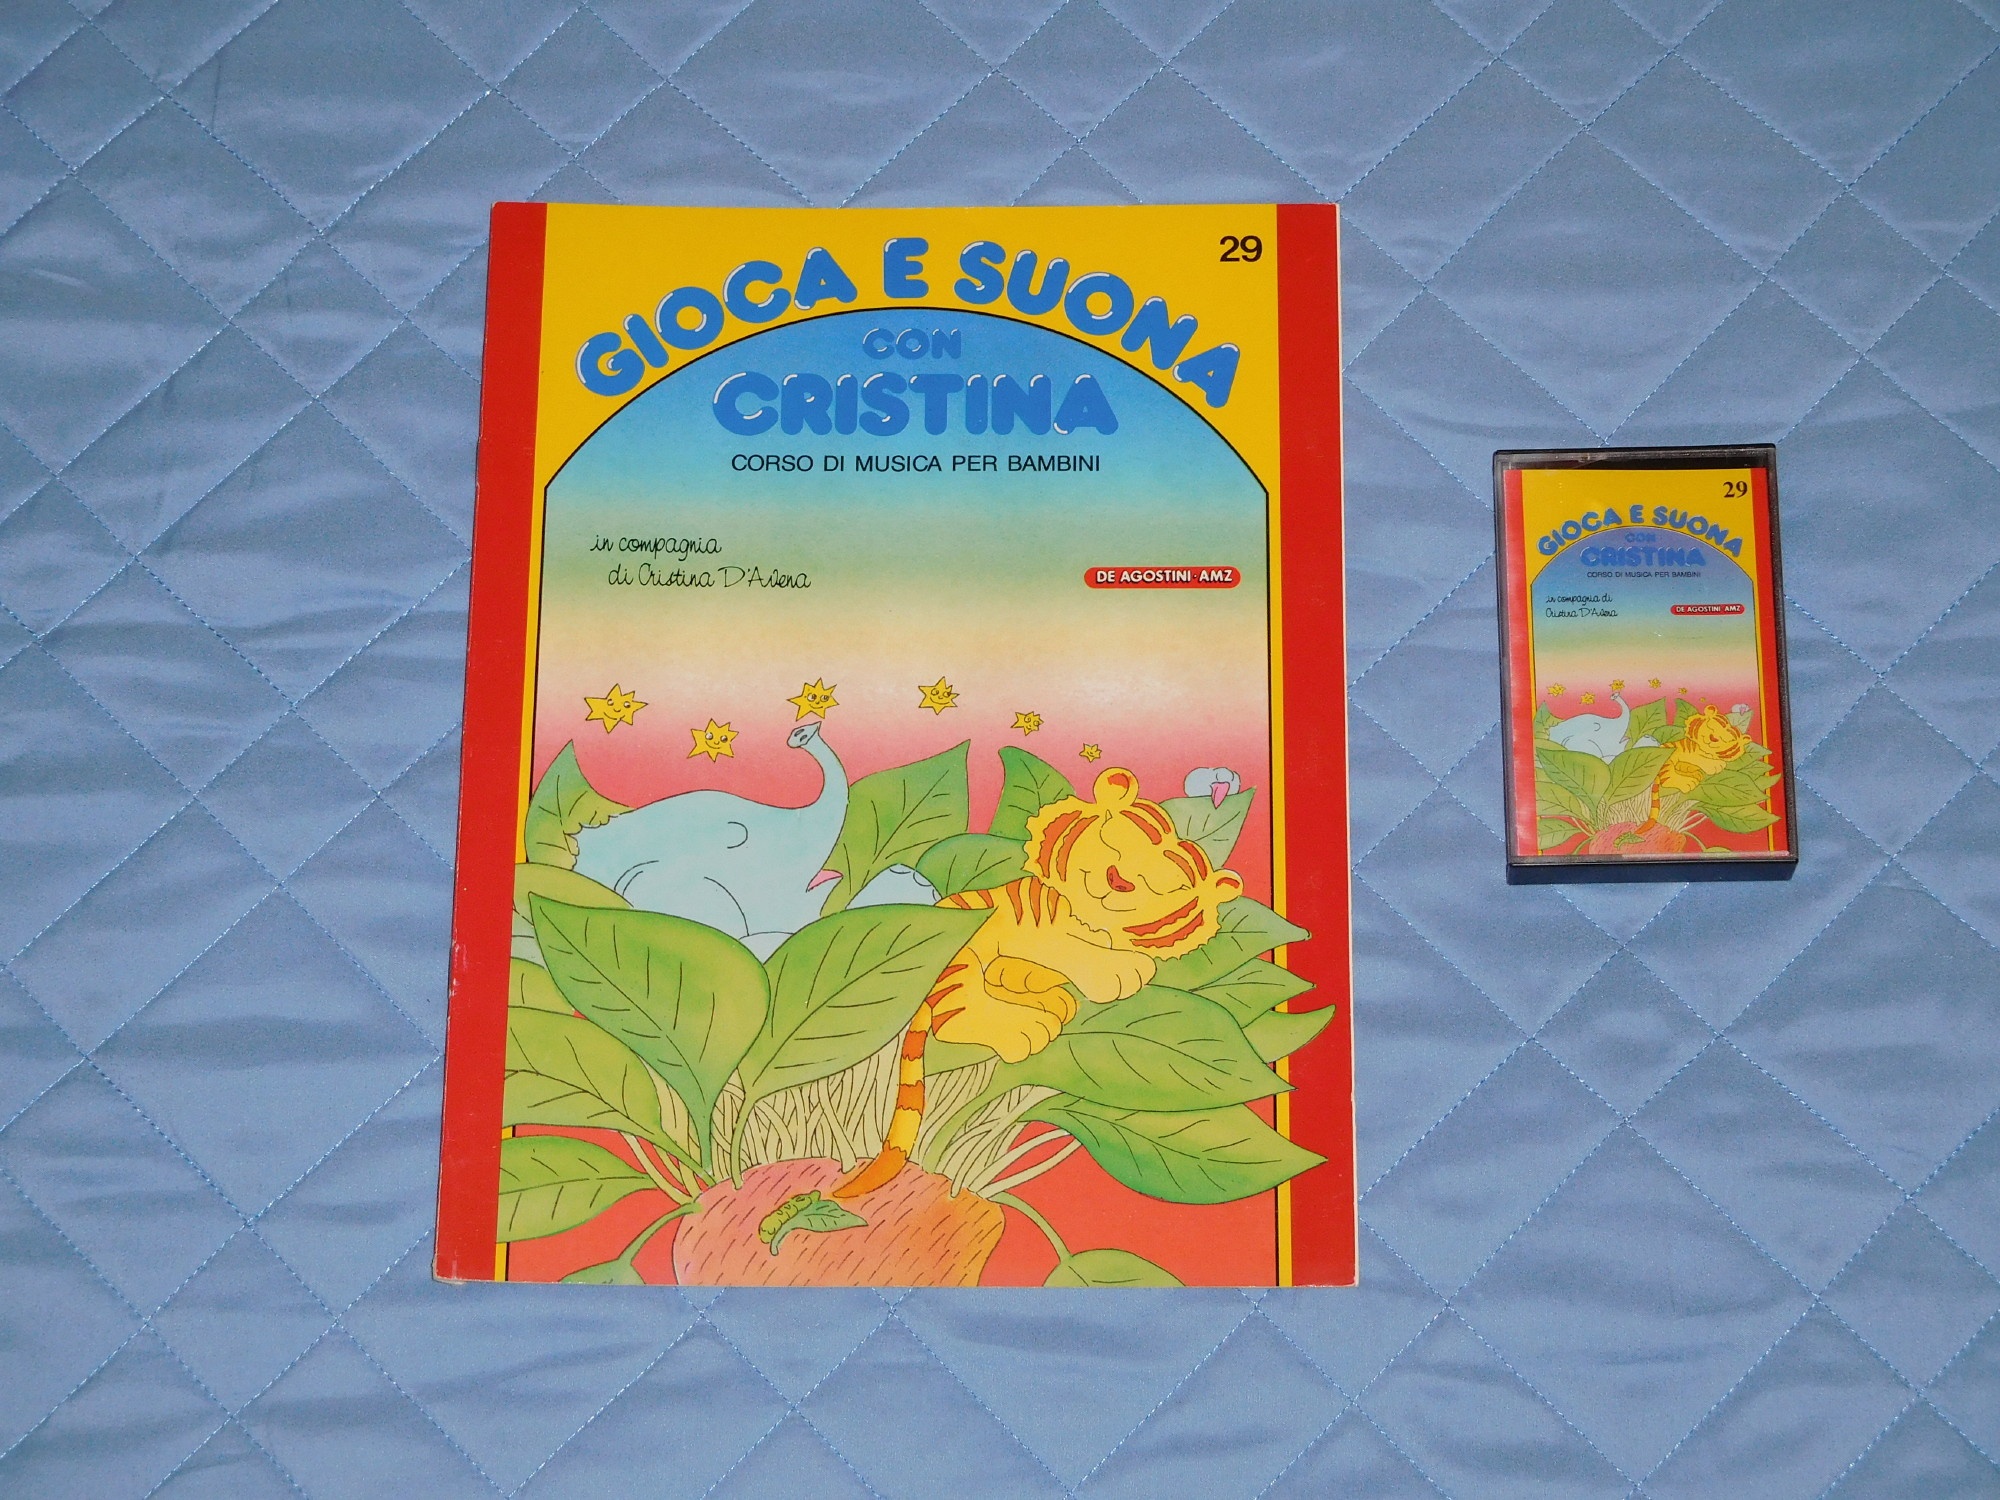 29
GIOCA E SUONA
CON
CRISTINA
CORSO DI MUSICA PER BAMBINI
in compagnia
di Cristina D'Avena
DE AGOSTINI·AMZ
29
GIOCA E SUONA
CON
CRISTINA
CORSO DI MUSICA PER BAMBINI
in compagnia di
Cristina D'Avena
DE AGOSTINI·AMZ